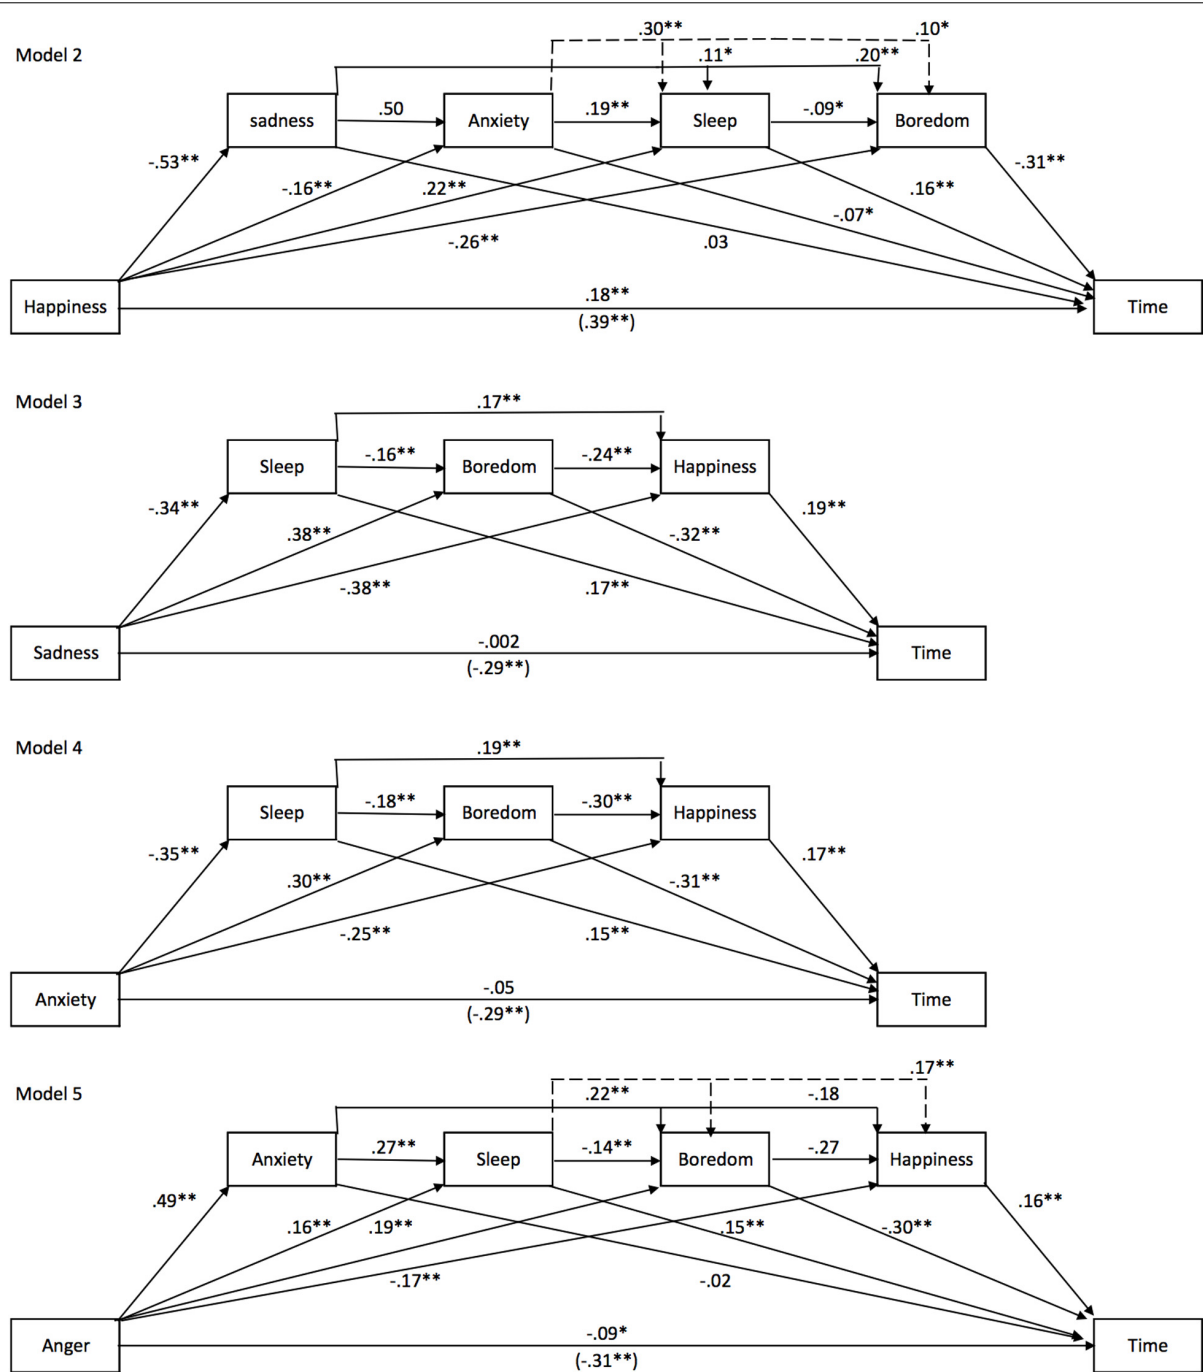 .30** .10*
Model 2
.11* .20**
sadness .50 Anxiety .19** Sleep -.09* Boredom
-.53** -.16** .22** .16** -.31**
-.07*
-.26** .03
Happiness .18** Time
(.39**)
Model 3 .17**
Sleep -.16** Boredom -.24** Happiness
-.34** .38** -.32** .19**
-.38** .17**
Sadness -.002 Time
(-.29**)
Model 4 .19**
Sleep -.18** Boredom -.30** Happiness
-.35** .30** -.31** .17**
-.25** .15**
Anxiety -.05 Time
(-.29**)
.17**
Model 5 .22** -.18
Anxiety .27** Sleep -.14** Boredom -.27 Happiness
.49** .16** .19** .15** -.30** .16**
-.17** -.02
Anger -.09* Time
(-.31**)